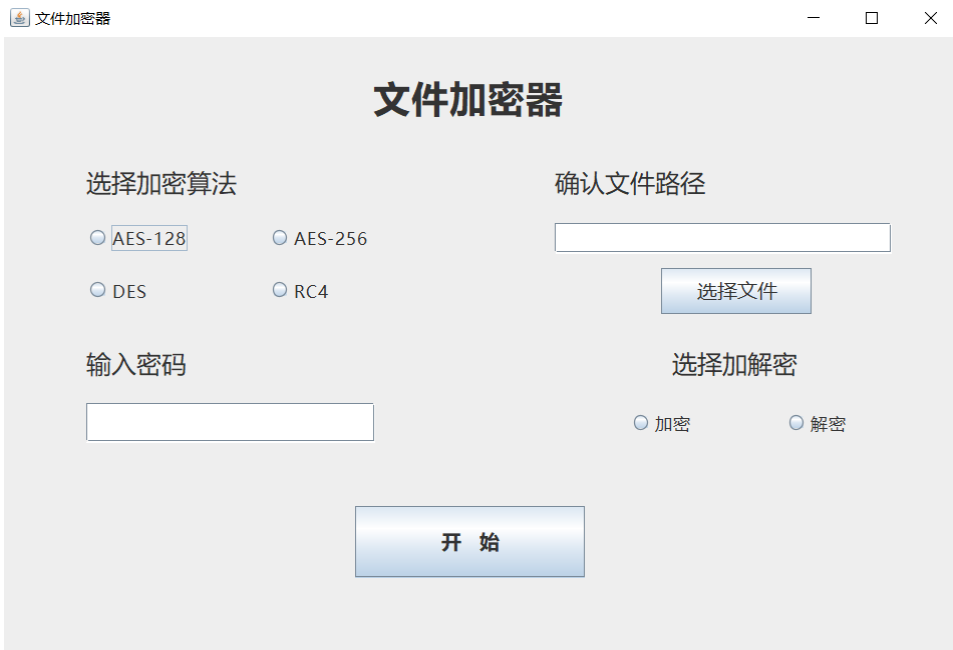 文件加密器
文件加密器
选择加密算法
确认文件路径
AES-128
AES-256
DES
RC4
选择文件
输入密码
选择加解密
加密
解密
开 始